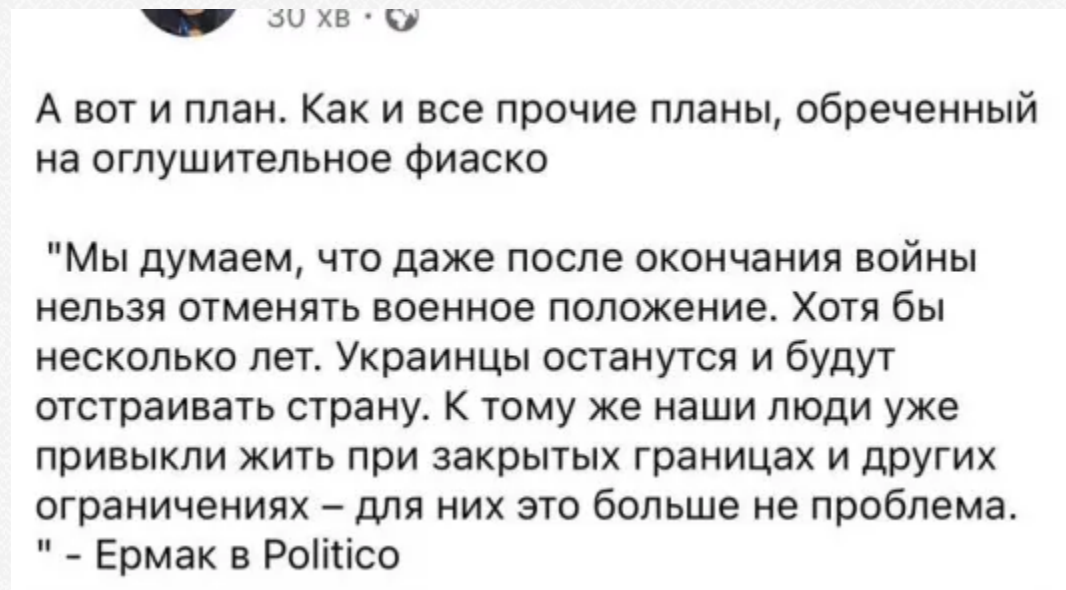 30 хв ·
А вот и план. Как и все прочие планы, обреченный
на оглушительное фиаско
"Мы думаем, что даже после окончания войны
нельзя отменять военное положение. Хотя бы
несколько лет. Украинцы останутся и будут
отстраивать страну. К тому же наши люди уже
привыкли жить при закрытых границах и других
ограничениях – для них это больше не проблема.
" - Ермак в Politico